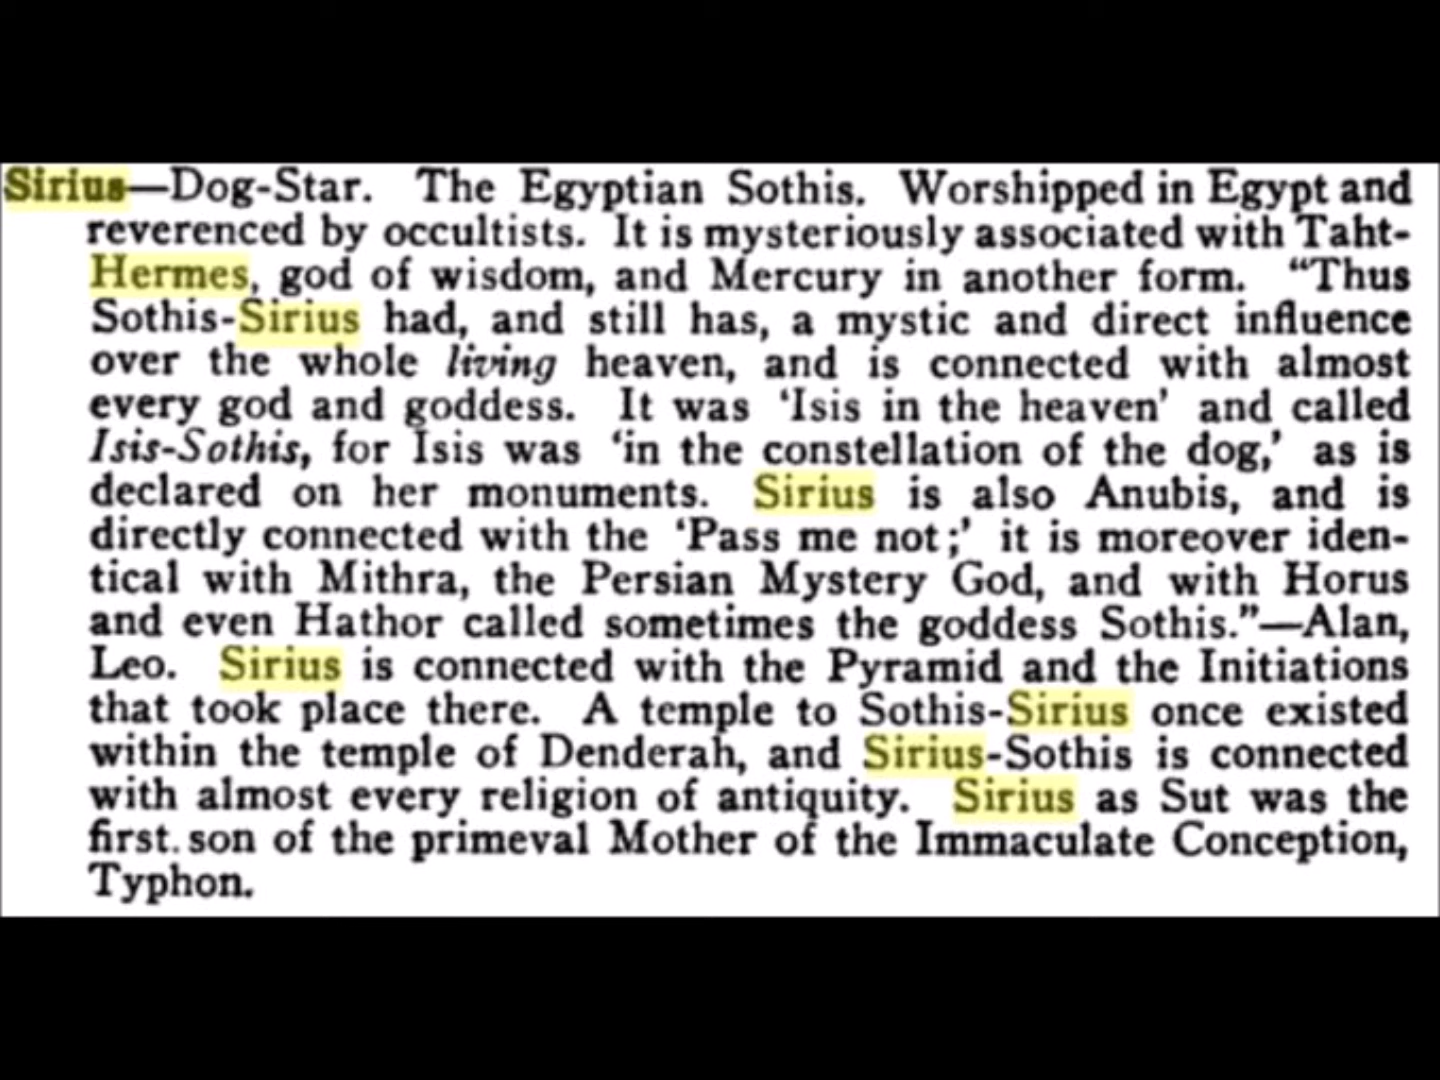 Sirius—Dog-Star. The Egyptian Sothis. Worshipped in Egypt and
reverenced by occultists. It is mysteriously associated with Taht-
Hermes, god of wisdom, and Mercury in another form. “Thus
Sothis-Sirius had, and still has, a mystic and direct influence
over the whole living heaven, and is connected with almost
every god and goddess. It was ‘Isis in the heaven’ and called
Isis-Sothis, for Isis was ‘in the constellation of the dog,’ as is
declared on her monuments. Sirius is also Anubis, and is
directly connected with the ‘Pass me not;’ it is moreover iden-
tical with Mithra, the Persian Mystery God, and with Horus
and even Hathor called sometimes the goddess Sothis.”—Alan,
Leo. Sirius is connected with the Pyramid and the Initiations
that took place there. A temple to Sothis-Sirius once existed
within the temple of Denderah, and Sirius-Sothis is connected
with almost every religion of antiquity. Sirius as Sut was the
first. son of the primeval Mother of the Immaculate Conception,
Typhon.